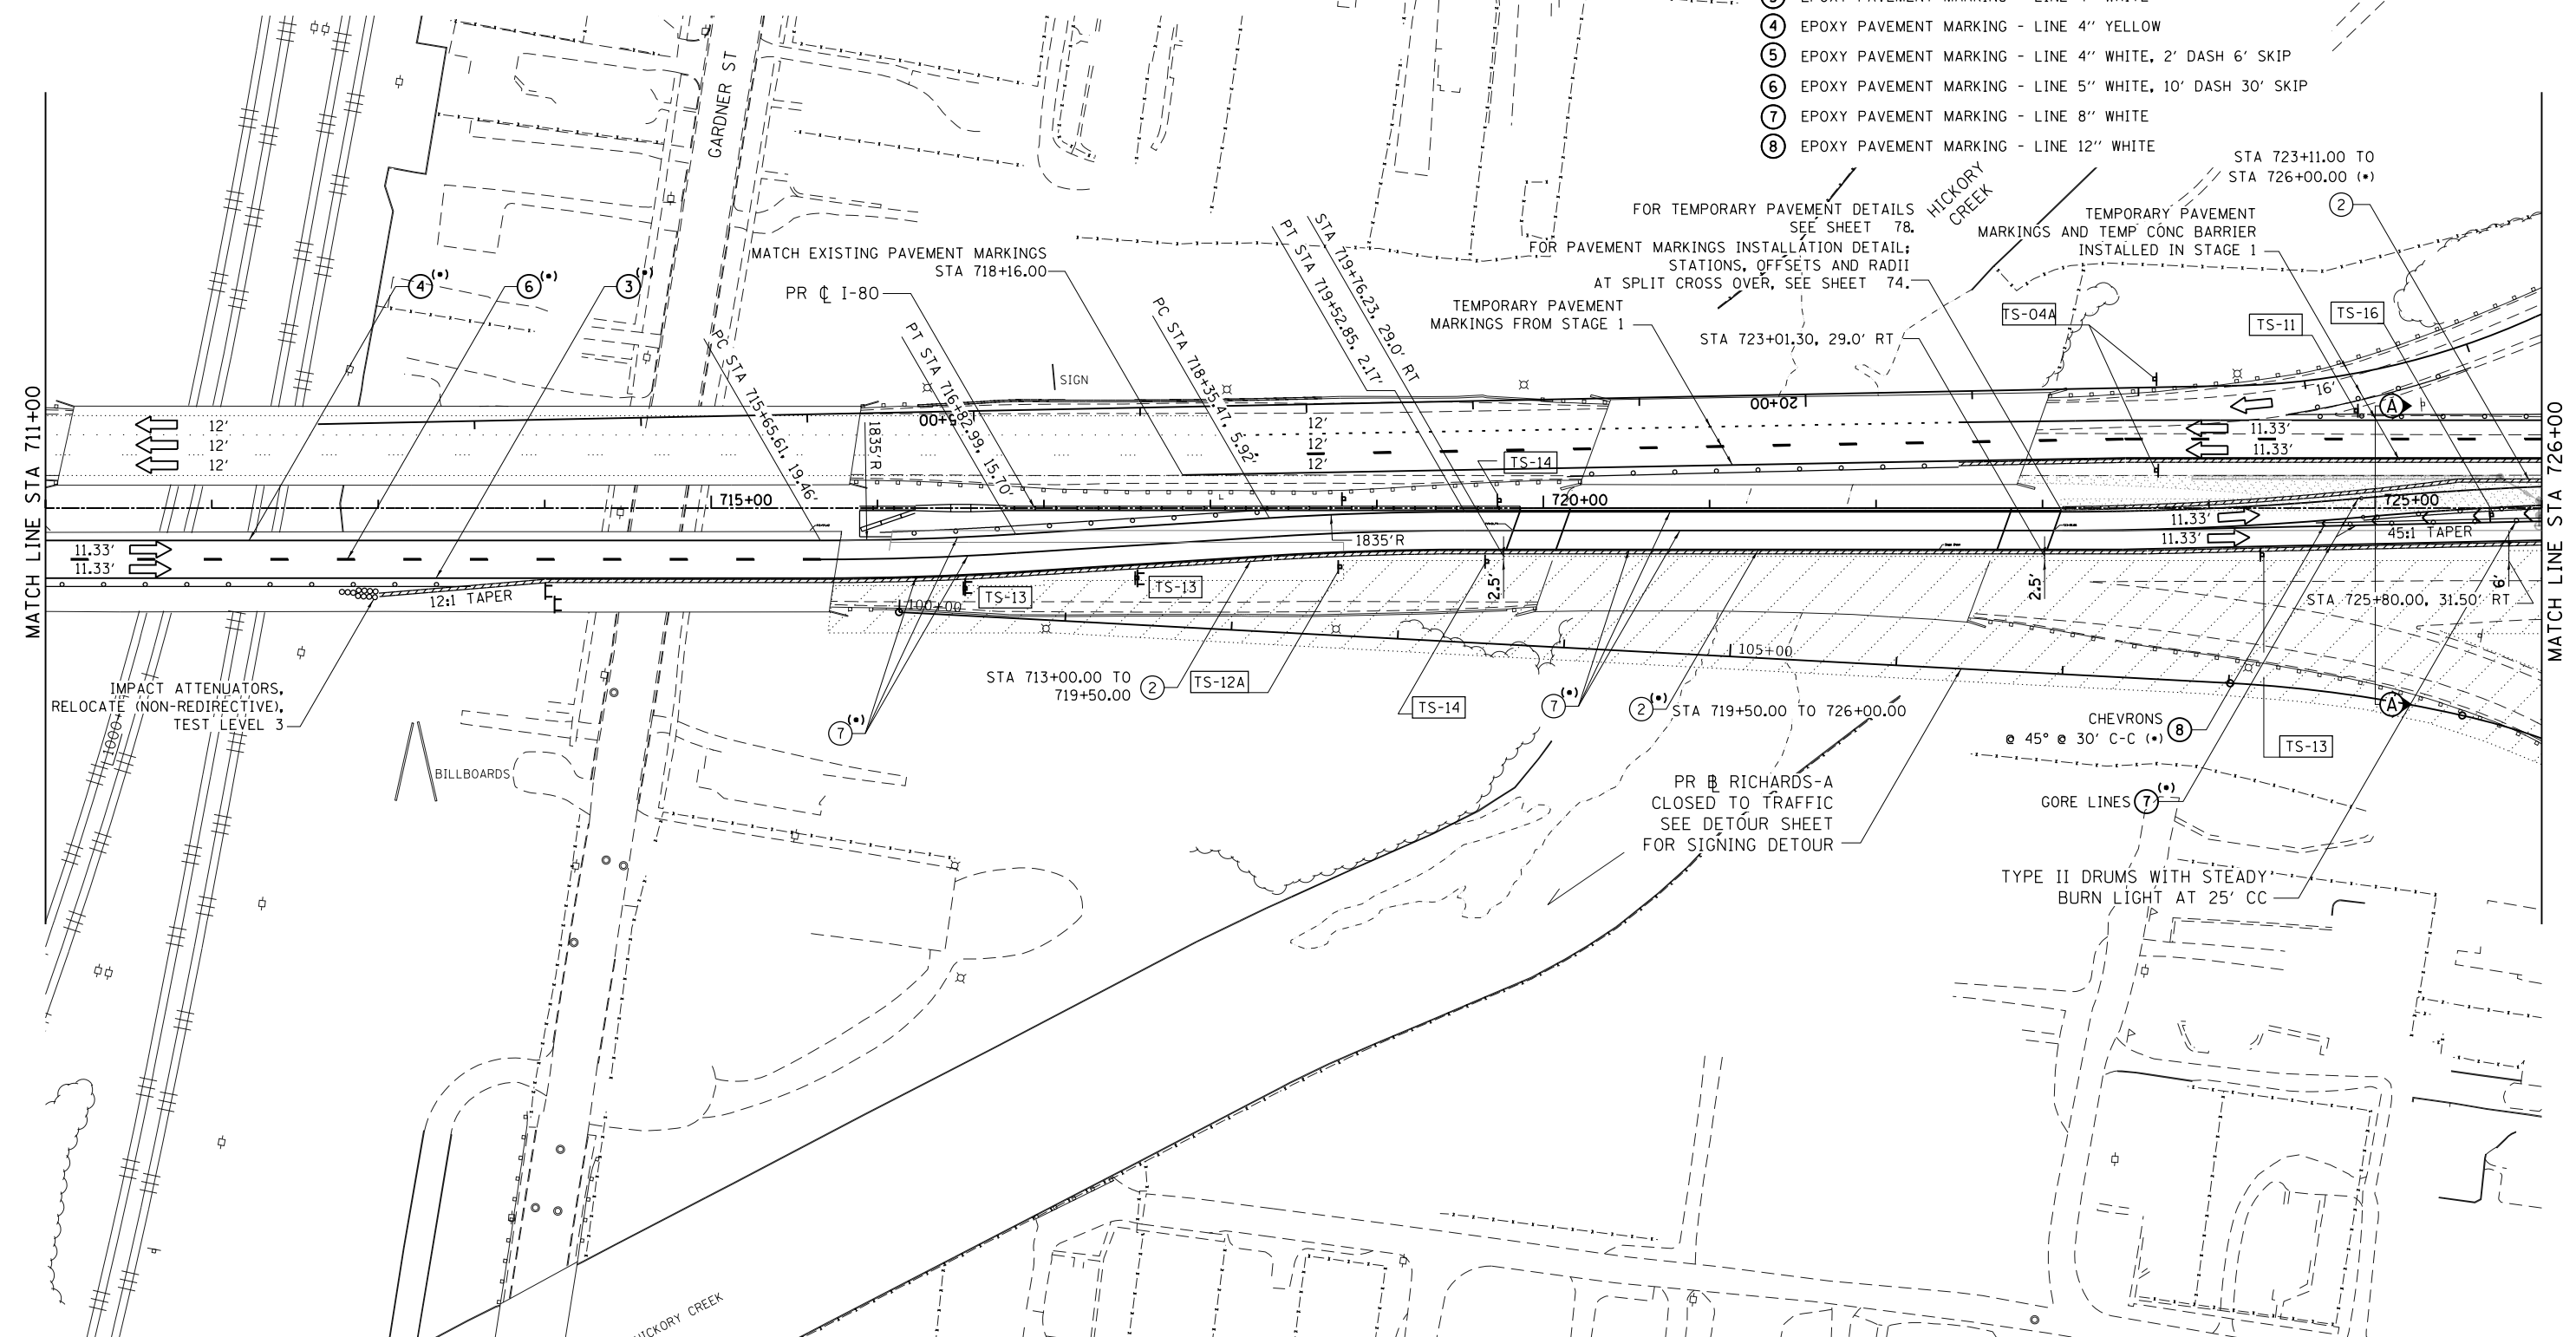 EPOXY PAVEMENT MARKING - LINE 4" WHITE
4 EPOXY PAVEMENT MARKING - LINE 4" YELLOW
5 EPOXY PAVEMENT MARKING - LINE 4" WHITE, 2' DASH 6' SKIP
6 EPOXY PAVEMENT MARKING - LINE 5" WHITE, 10' DASH 30' SKIP
7 EPOXY PAVEMENT MARKING - LINE 8" WHITE
8 EPOXY PAVEMENT MARKING - LINE 12" WHITE
GARDNER ST
HICKORY
CREEK
STA 723+11.00 TO
STA 726+00.00 (•)
2
FOR TEMPORARY PAVEMENT DETAILS
SEE SHEET 78.
FOR PAVEMENT MARKINGS INSTALLATION DETAIL;
STATIONS, OFFSETS AND RADII
AT SPLIT CROSS OVER, SEE SHEET 74.
TEMPORARY PAVEMENT
MARKINGS AND TEMP CONC BARRIER
INSTALLED IN STAGE 1
MATCH EXISTING PAVEMENT MARKINGS
STA 718+16.00
PR ℄ I-80
4 (•)
6 (•)
3 (•)
TEMPORARY PAVEMENT
MARKINGS FROM STAGE 1
STA 723+01.30, 29.0' RT
TS-04A
TS-11
TS-16
PC STA 715+65.61, 19.46'
PT STA 716+82.99, 15.70'
PC STA 718+35.47, 5.92'
PT STA 719+52.85, 2.17'
STA 719+76.23, 29.0' RT
SIGN
MATCH LINE STA 711+00
MATCH LINE STA 726+00
12'
12'
12'
5+00
1835'R
12'
12'
12'
00+02
16'
A
11.33'
11.33'
TS-14
715+00
720+00
725+00
11.33'
11.33'
11.33'
11.33'
1835'R
45:1 TAPER
12:1 TAPER
TS-13
TS-13
100+00
2.5'
2.5'
6'
STA 725+80.00, 31.50' RT
105+00
IMPACT ATTENUATORS,
RELOCATE (NON-REDIRECTIVE),
TEST LEVEL 3
STA 713+00.00 TO
719+50.00
2
TS-12A
TS-14
7 (•)
7 (•)
2 (•) STA 719+50.00 TO 726+00.00
A
CHEVRONS 8
@ 45° @ 30' C-C (•)
TS-13
BILLBOARDS
PR ⅊ RICHARDS-A
CLOSED TO TRAFFIC
SEE DETOUR SHEET
FOR SIGNING DETOUR
GORE LINES 7 (•)
TYPE II DRUMS WITH STEADY
BURN LIGHT AT 25' CC
HICKORY CREEK